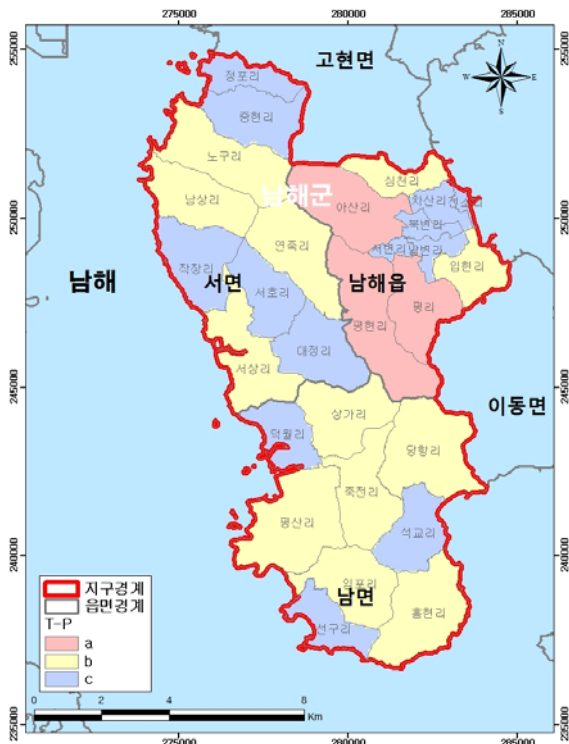 275000
280000
285000
255000
255000
고현면
N
W
E
S
정포리
중현리
노구리
남해군
심천리
차산리
전소리
남상리
아산리
250000
250000
북변리
연죽리
서변리
남변리
입현리
작장리
남해
서면
서호리
남해읍
평리
평현리
대정리
서상리
245000
245000
상가리
이동면
덕월리
당항리
죽전리
평산리
석교리
240000
240000
임포리
남면
홍현리
선구리
지구경계
읍면경계
T-P
a
b
c
0
2
4
8
Km
235000
235000
275000
280000
285000